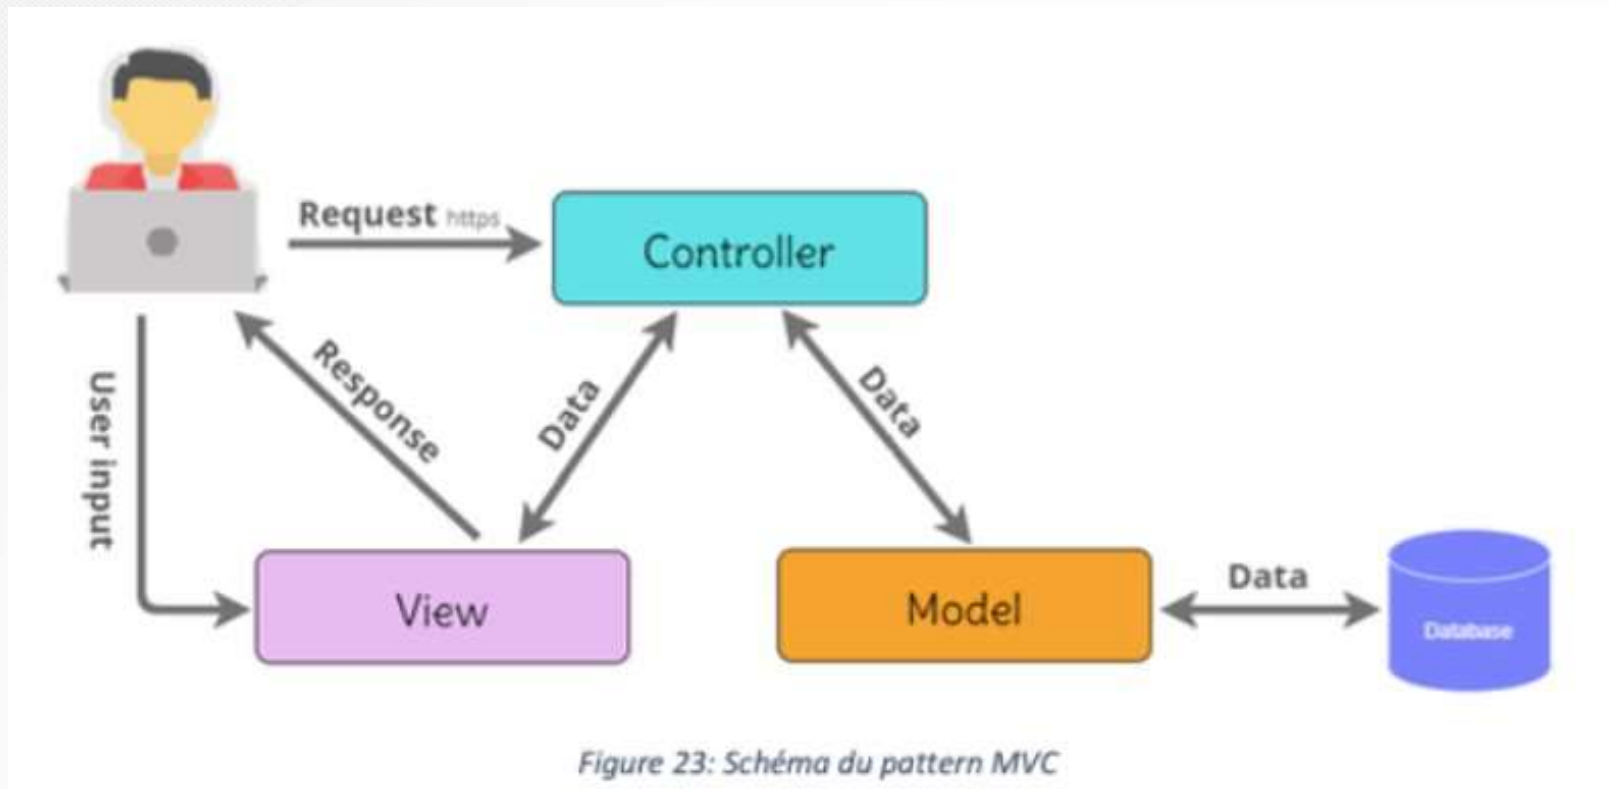 Request https
Controller
Response
Data
Data
User input
View
Model
Data
Database
Figure 23: Schéma du pattern MVC